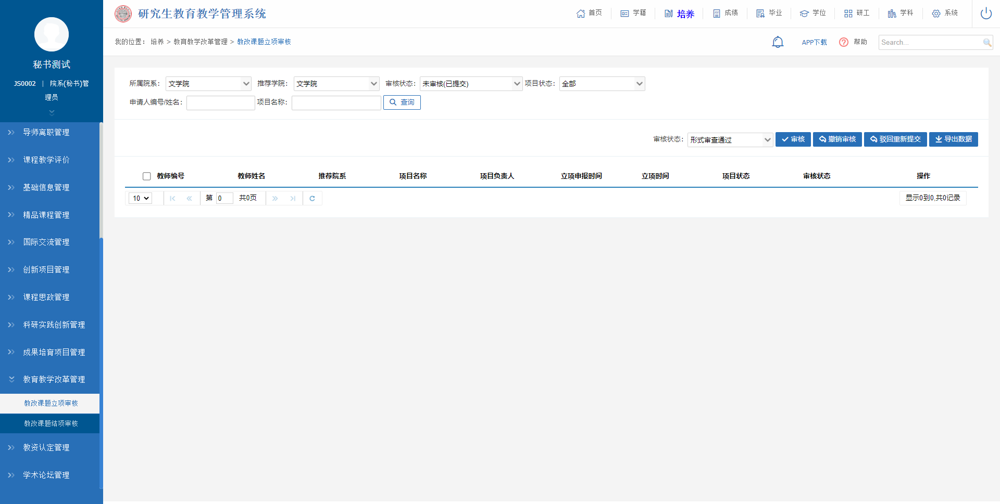 研究生教育教学管理系统
首页 学籍 培养 成绩 毕业 学位 研工 学科 系统
我的位置： 培养 > 教育教学改革管理 > 教改课题立项审核
APP下载 帮助 Search...
秘书测试
JS0002 | 院系(秘书)管
理员
导师离职管理
课程教学评价
基础信息管理
精品课程管理
国际交流管理
创新项目管理
课程思政管理
科研实践创新管理
成果培育项目管理
教育教学改革管理
教改课题立项审核
教改课题结项审核
教资认定管理
学术论坛管理
所属院系： 文学院 推荐学院： 文学院 审核状态： 未审核(已提交) 项目状态： 全部
申请人编号/姓名： 项目名称： 查询
审核状态： 形式审查通过 审核 撤销审核 驳回重新提交 导出数据
教师编号 教师姓名 推荐院系 项目名称 项目负责人 立项申报时间 立项时间 项目状态 审核状态 操作
10 第 0 共0页 显示0到0,共0记录